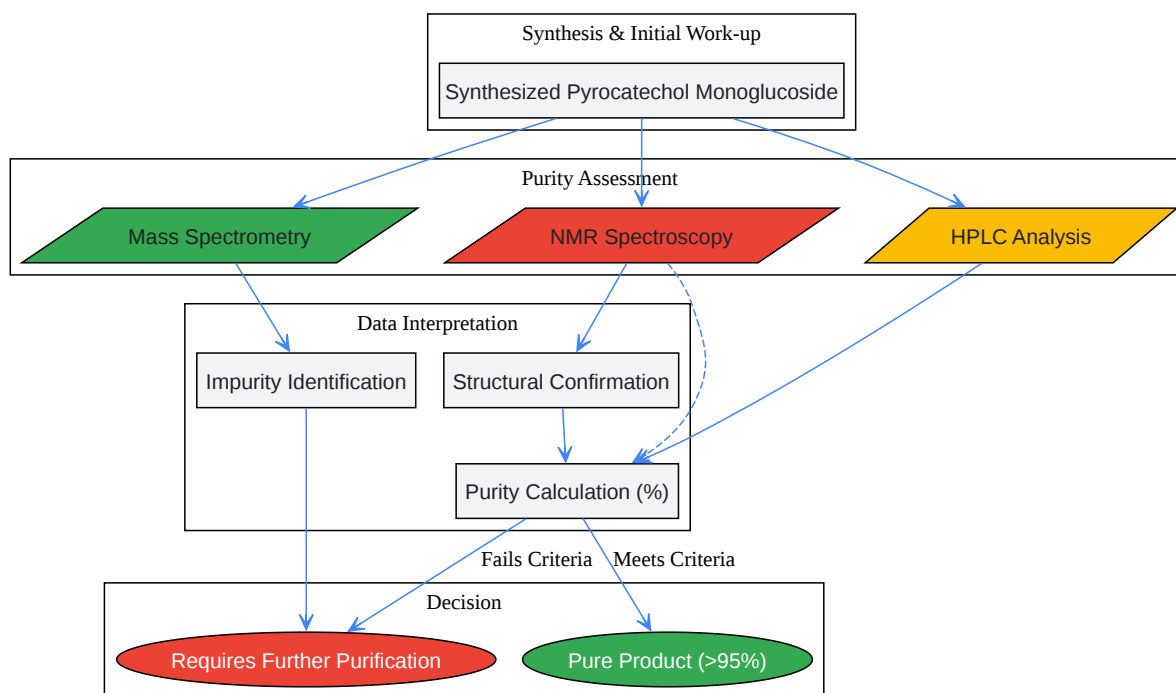 Synthesis & Initial Work-up
Synthesized Pyrocatechol Monoglucoside
Purity Assessment
Mass Spectrometry
NMR Spectroscopy
HPLC Analysis
Data Interpretation
Impurity Identification
Structural Confirmation
Purity Calculation (%)
Fails Criteria
Meets Criteria
Decision
Requires Further Purification
Pure Product (>95%)